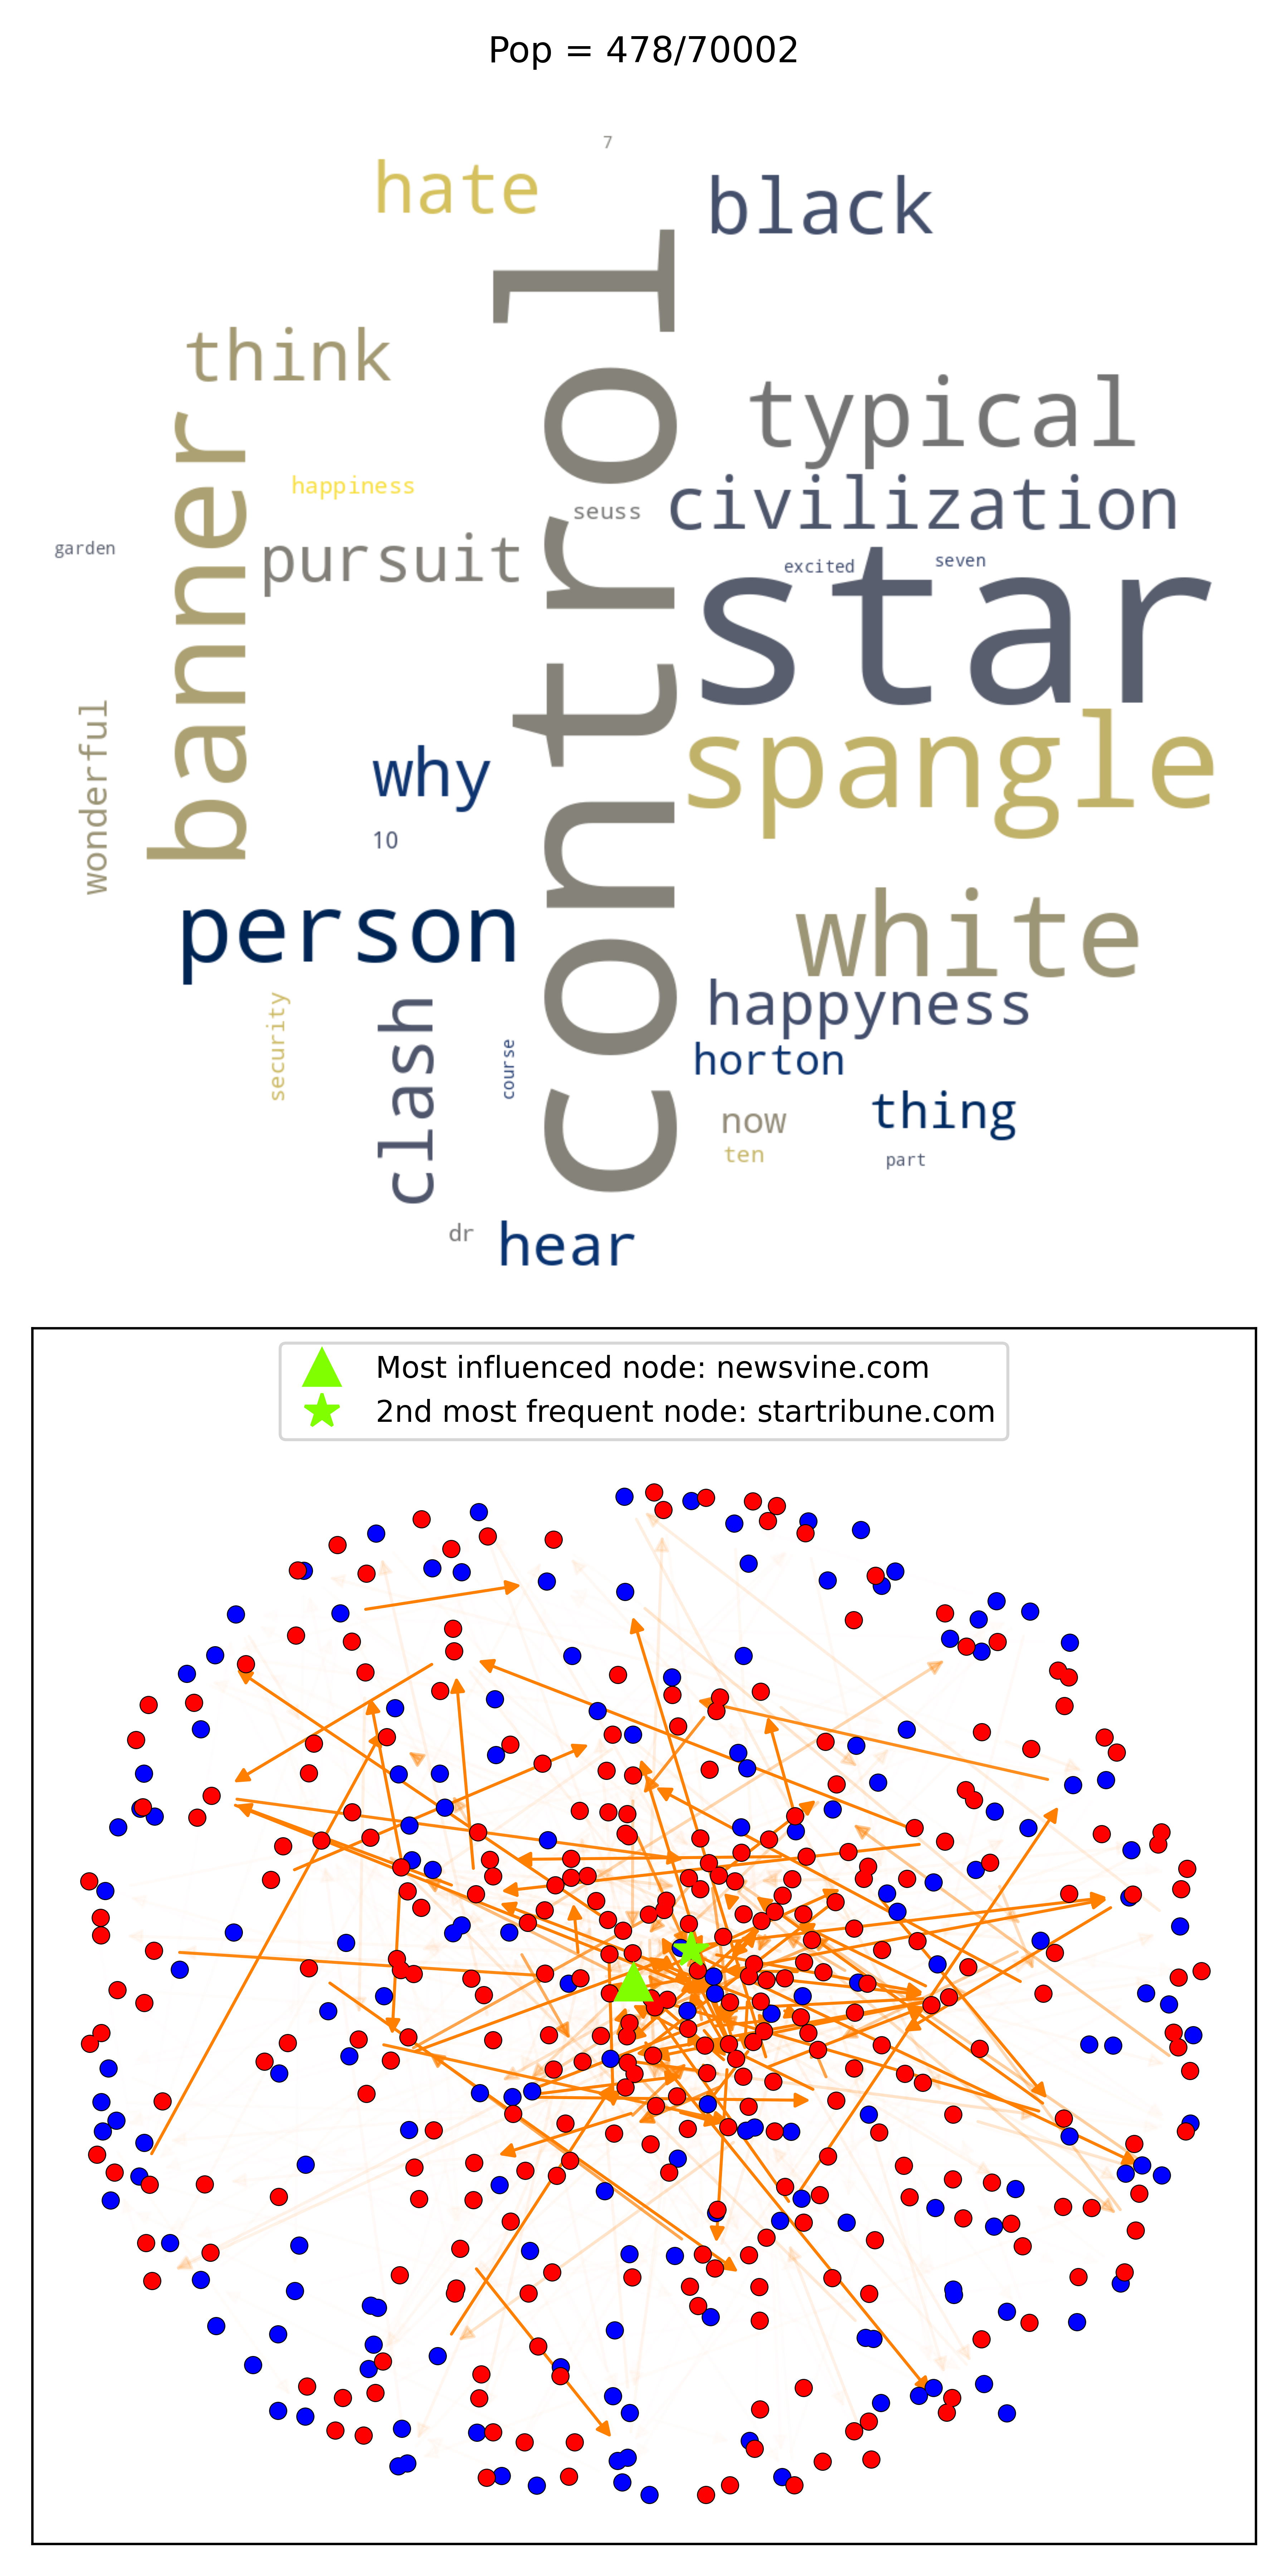 Pop = 478/70002
7
hate
black
control
think
typical
banner
happiness
civilization
seuss
garden
pursuit
excited
seven
star
wonderful
why
spangle
10
person
white
security
clash
happyness
course
horton
now
thing
ten
part
dr
hear
Most influenced node: newsvine.com
2nd most frequent node: startribune.com